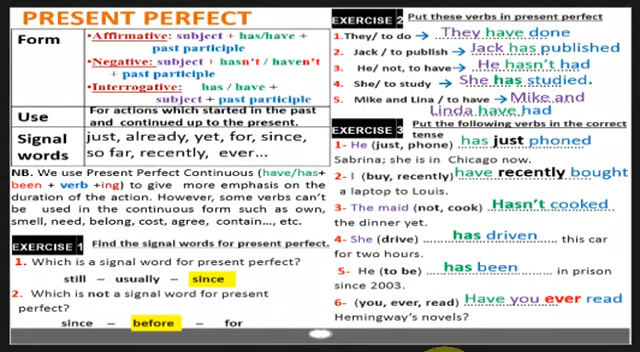 PRESENT PERFECT
Form
•Affirmative: subject + has/have +
past participle
•Negative: subject + hasn't / haven't
+ past participle
•Interrogative: has / have +
subject + past participle
Use
For actions which started in the past
and continued up to the present.
Signal
words
just, already, yet, for, since,
so far, recently, ever...
NB. We use Present Perfect Continuous (have/has+
been + verb +ing) to give more emphasis on the
duration of the action. However, some verbs can't
be used in the continuous form such as own,
smell, need, belong, cost, agree, contain..., etc.
EXERCISE 1 Find the signal words for present perfect.
1. Which is a signal word for present perfect?
still – usually – since
2. Which is not a signal word for present
perfect?
since – before – for
EXERCISE 2 Put these verbs in present perfect
1.They/ to do → They have done
2. Jack / to publish → Jack has published
3. He/ not, to have → He hasn't had
4. She/ to study → She has studied.
5. Mike and Lina / to have → Mike and
Linda have had
EXERCISE 3 Put the following verbs in the correct
tense
1- He (just, phone) has just phoned
Sabrina; she is in Chicago now.
2- I (buy, recently) have recently bought
a laptop to Louis.
3- The maid (not, cook) Hasn't cooked
the dinner yet.
4- She (drive) has driven this car
for two hours.
5- He (to be) has been in prison
since 2003.
6- (you, ever, read) Have you ever read
Hemingway's novels?